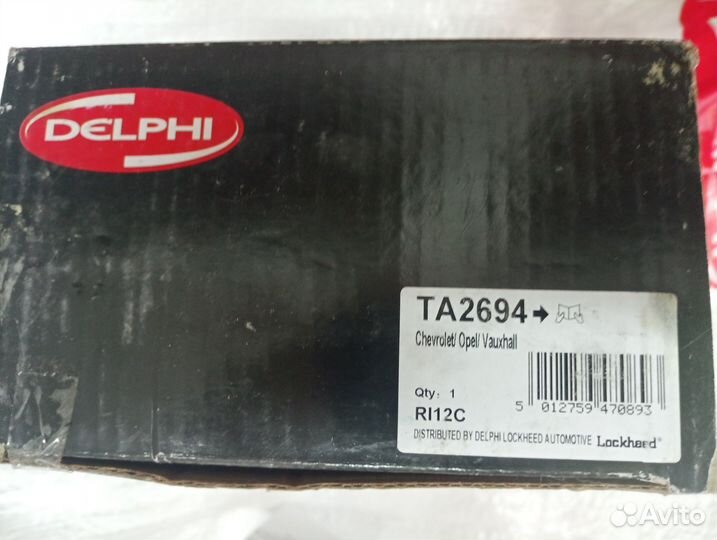 DELPHI
TA2694
Chevrolet/ Opel/ Vauxhall
Qty: 1
RI12C
5 012759 470893
DISTRIBUTED BY DELPHI LOCKHEED AUTOMOTIVE Lockheed®
Avito